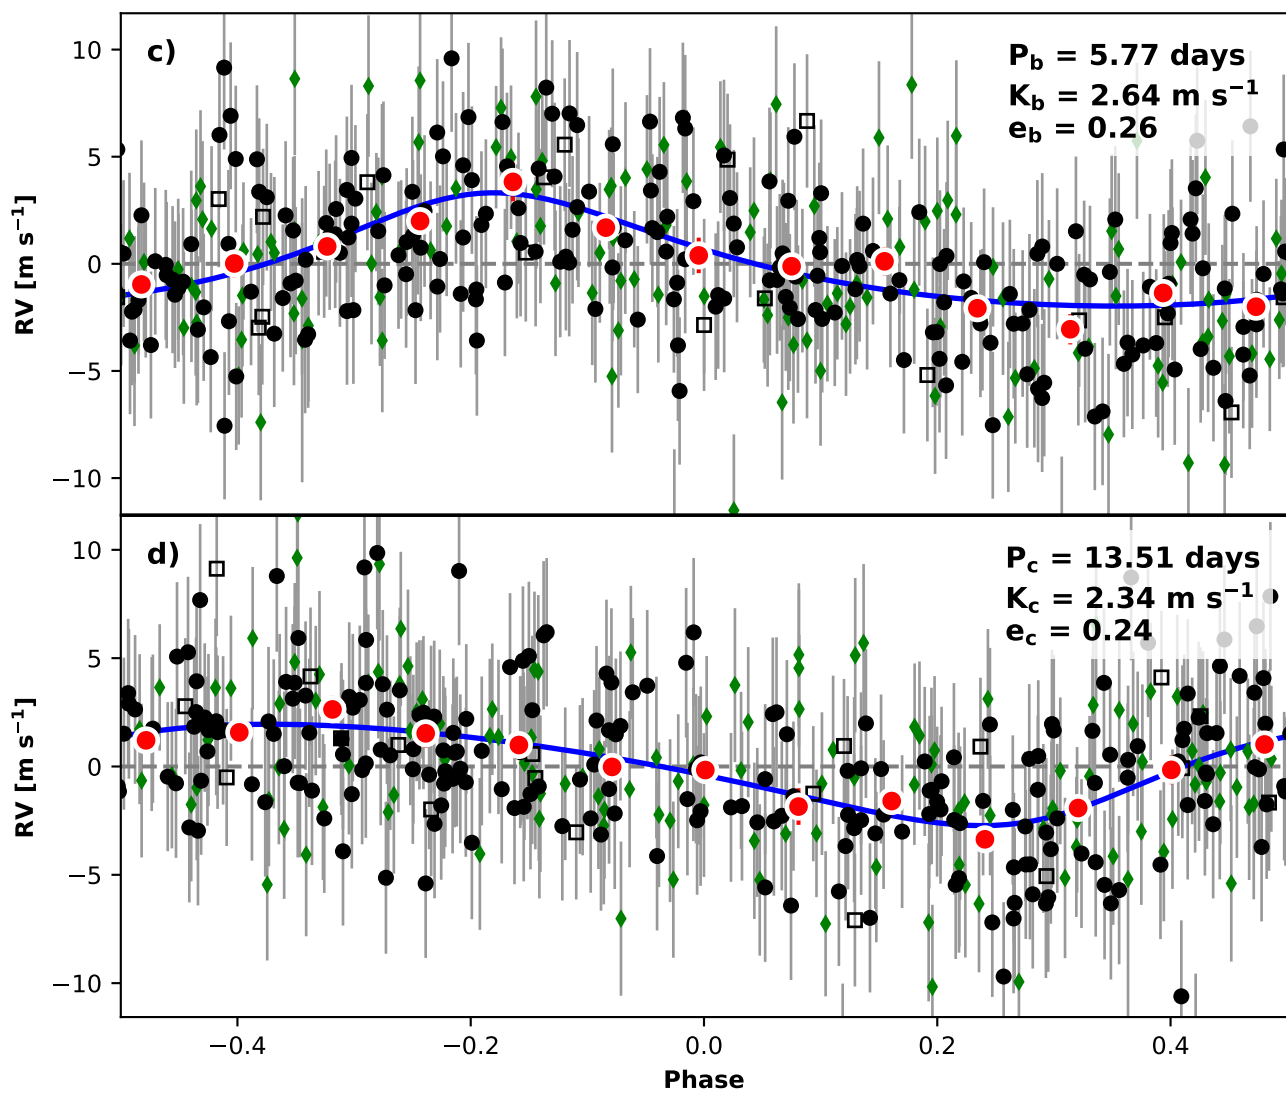 c)
P_b = 5.77 days
K_b = 2.64 m s⁻¹
e_b = 0.26
10
5
0
−5
−10
RV [m s⁻¹]
d)
P_c = 13.51 days
K_c = 2.34 m s⁻¹
e_c = 0.24
10
5
0
−5
−10
RV [m s⁻¹]
−0.4 −0.2 0.0 0.2 0.4
Phase